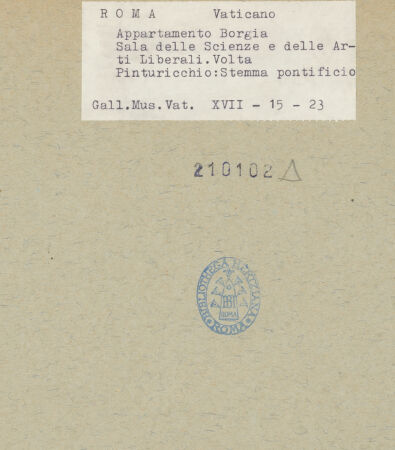 ROMA Vaticano
Appartamento Borgia
Sala delle Scienze e delle Ar-
ti Liberali.Volta
Pinturicchio:Stemma pontificio
Gall.Mus.Vat. XVII - 15 - 23
210102 Δ
BIBLIOTHECA HERTZIANA
ROMA